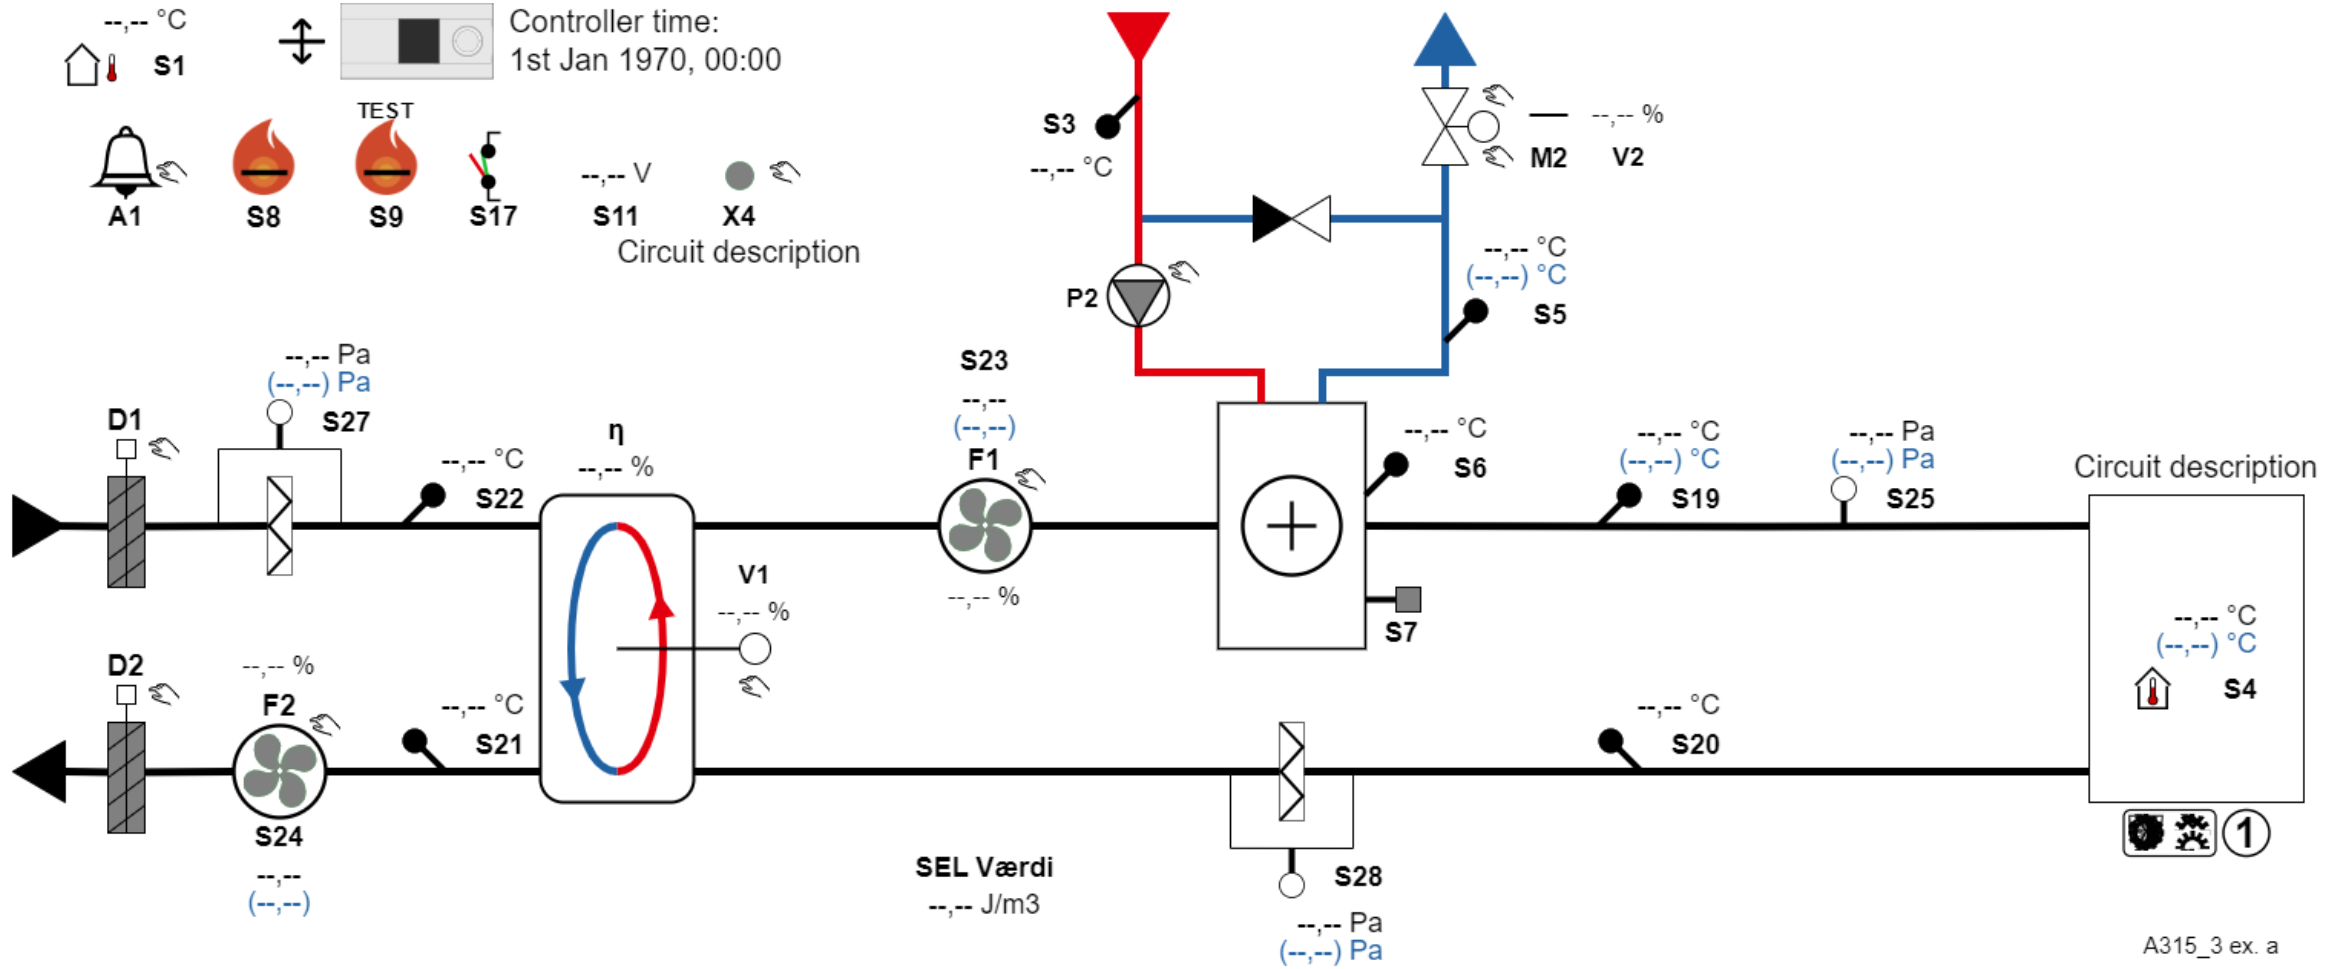 --,-- °C
S1
Controller time:
1st Jan 1970, 00:00
A1
S8
TEST
S9
S17
--,-- V
S11
X4
Circuit description
S3
--,-- °C
M2
--,-- %
V2
P2
--,-- °C
(--,--) °C
S5
D1
--,-- Pa
(--,--) Pa
S27
--,-- °C
S22
η
--,-- %
S23
--,--
(--,--)
F1
--,-- %
--,-- °C
S6
--,-- °C
(--,--) °C
S19
--,-- Pa
(--,--) Pa
S25
Circuit description
V1
--,-- %
S7
--,-- °C
(--,--) °C
S4
D2
--,-- %
F2
S24
--,--
(--,--)
--,-- °C
S21
--,-- °C
S20
1
SEL Værdi
--,-- J/m3
S28
--,-- Pa
(--,--) Pa
A315_3 ex. a